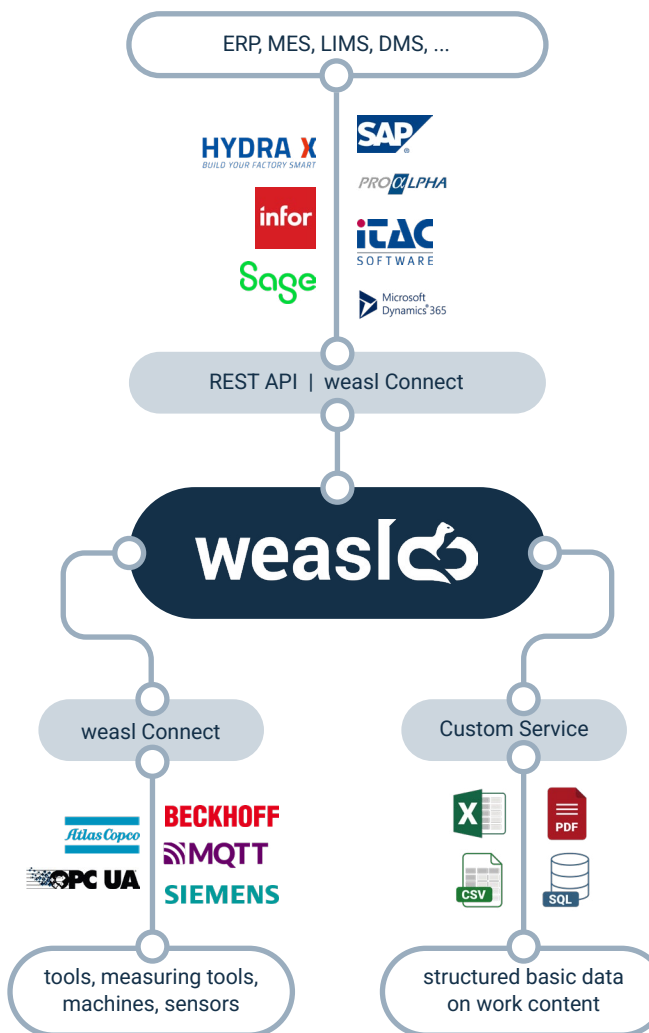 ERP, MES, LIMS, DMS, ...
HYDRA X
BUILD YOUR FACTORY SMART
SAP®
PROαLPHA
infor
iTAC
SOFTWARE
Sage
Microsoft
Dynamics® 365
REST API | weasl Connect
weasl
weasl Connect
Custom Service
Atlas Copco
BECKHOFF
MQTT
OPC UA
SIEMENS
X
PDF
CSV
SQL
tools, measuring tools,
machines, sensors
structured basic data
on work content